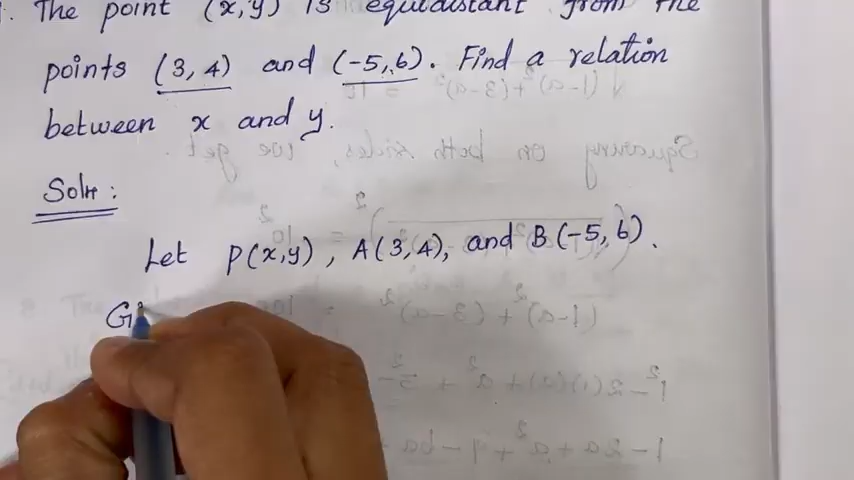 The point (x,y) is equidistant from the
points (3,4) and (-5,6). Find a relation
between x and y.
Soln:
Let P(x,y), A(3,4), and B(-5,6).
Gi